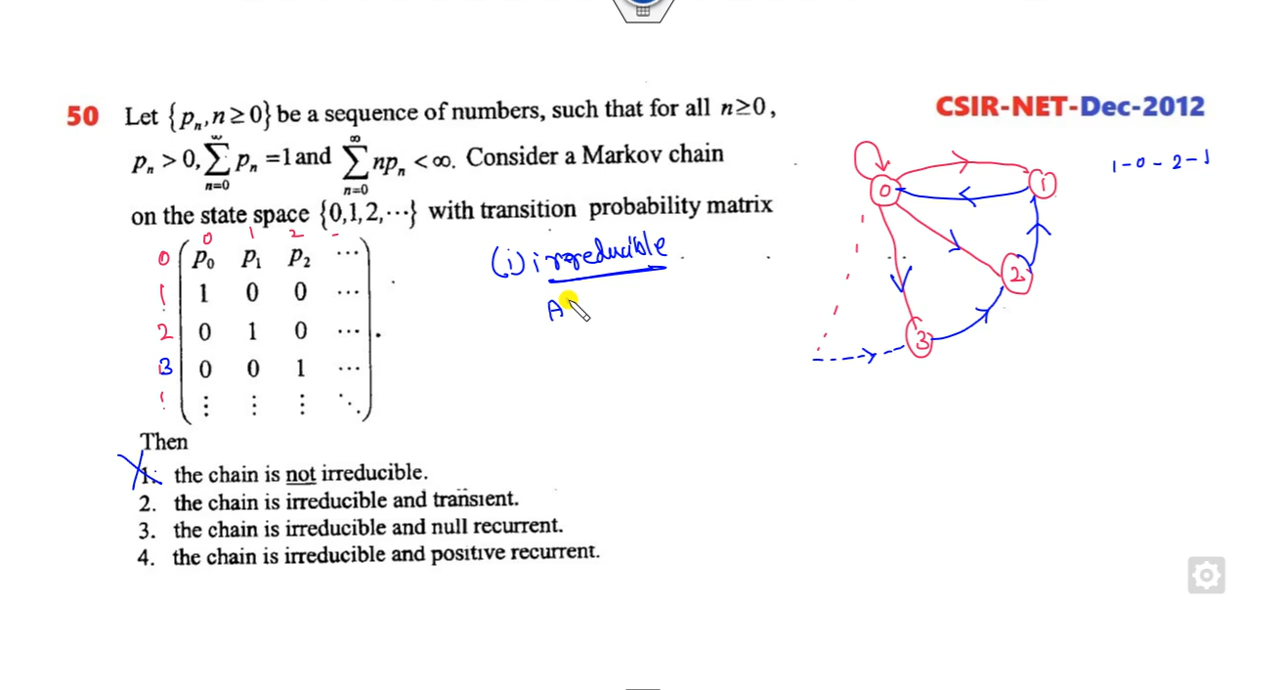 50 Let {pₙ, n ≥ 0} be a sequence of numbers, such that for all n ≥ 0,
CSIR-NET-Dec-2012
pₙ > 0, ∑_{n=0}^{∞} pₙ = 1 and ∑_{n=0}^{∞} npₙ < ∞. Consider a Markov chain
1-0-2-1
on the state space {0,1,2,⋯} with transition probability matrix
0 1 2 -
0 p₀ p₁ p₂ ⋯
1 1 0 0 ⋯
2 0 1 0 ⋯ .
3 0 0 1 ⋯
⋮ ⋮ ⋮ ⋮ ⋱
(i) irreducible
A
0
1
2
3
Then
1. the chain is not irreducible.
2. the chain is irreducible and transient.
3. the chain is irreducible and null recurrent.
4. the chain is irreducible and positive recurrent.